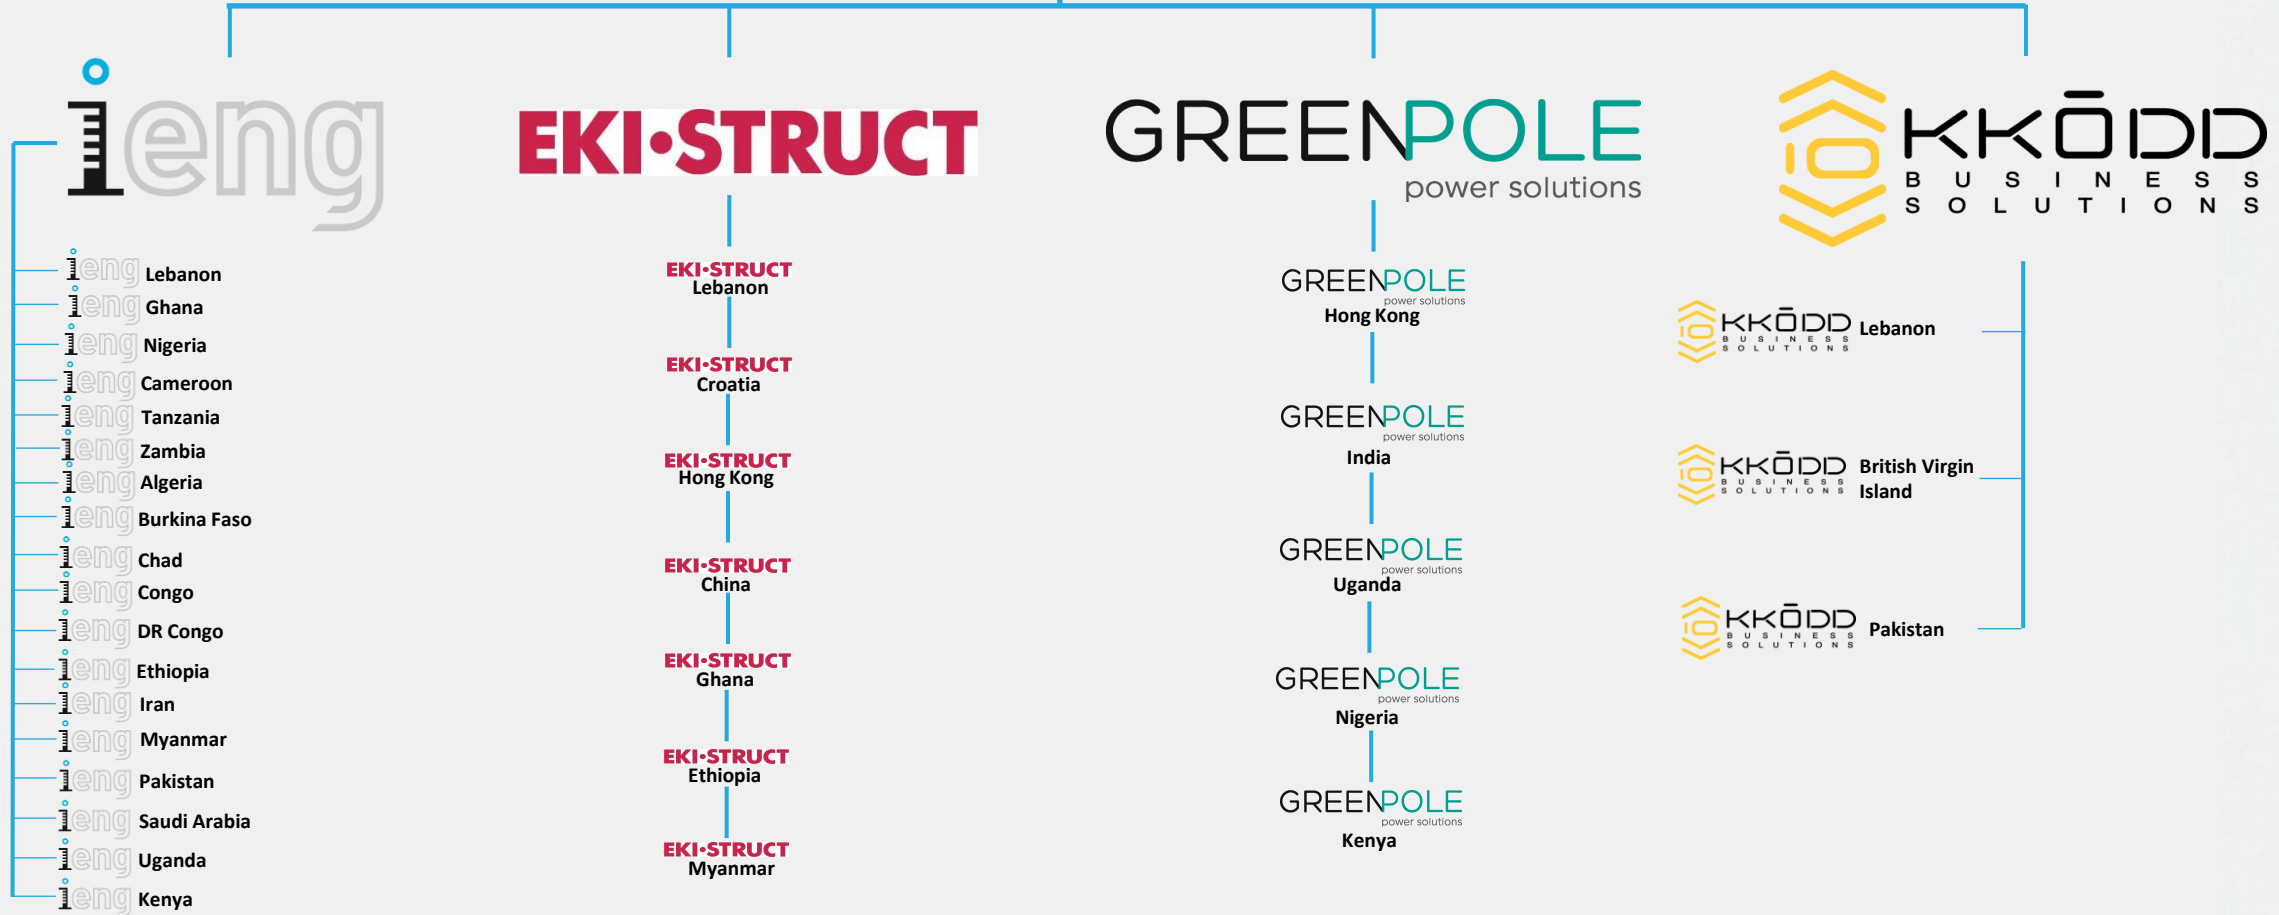 ieng
ieng Lebanon
ieng Ghana
ieng Nigeria
ieng Cameroon
ieng Tanzania
ieng Zambia
ieng Algeria
ieng Burkina Faso
ieng Chad
ieng Congo
ieng DR Congo
ieng Ethiopia
ieng Iran
ieng Myanmar
ieng Pakistan
ieng Saudi Arabia
ieng Uganda
ieng Kenya
EKI•STRUCT
EKI•STRUCT
Lebanon
EKI•STRUCT
Croatia
EKI•STRUCT
Hong Kong
EKI•STRUCT
China
EKI•STRUCT
Ghana
EKI•STRUCT
Ethiopia
EKI•STRUCT
Myanmar
GREENPOLE
power solutions
GREENPOLE
power solutions
Hong Kong
GREENPOLE
power solutions
India
GREENPOLE
power solutions
Uganda
GREENPOLE
power solutions
Nigeria
GREENPOLE
power solutions
Kenya
KKŌDD
BUSINESS
SOLUTIONS
KKŌDD
BUSINESS
SOLUTIONS
Lebanon
KKŌDD
BUSINESS
SOLUTIONS
British Virgin
Island
KKŌDD
BUSINESS
SOLUTIONS
Pakistan